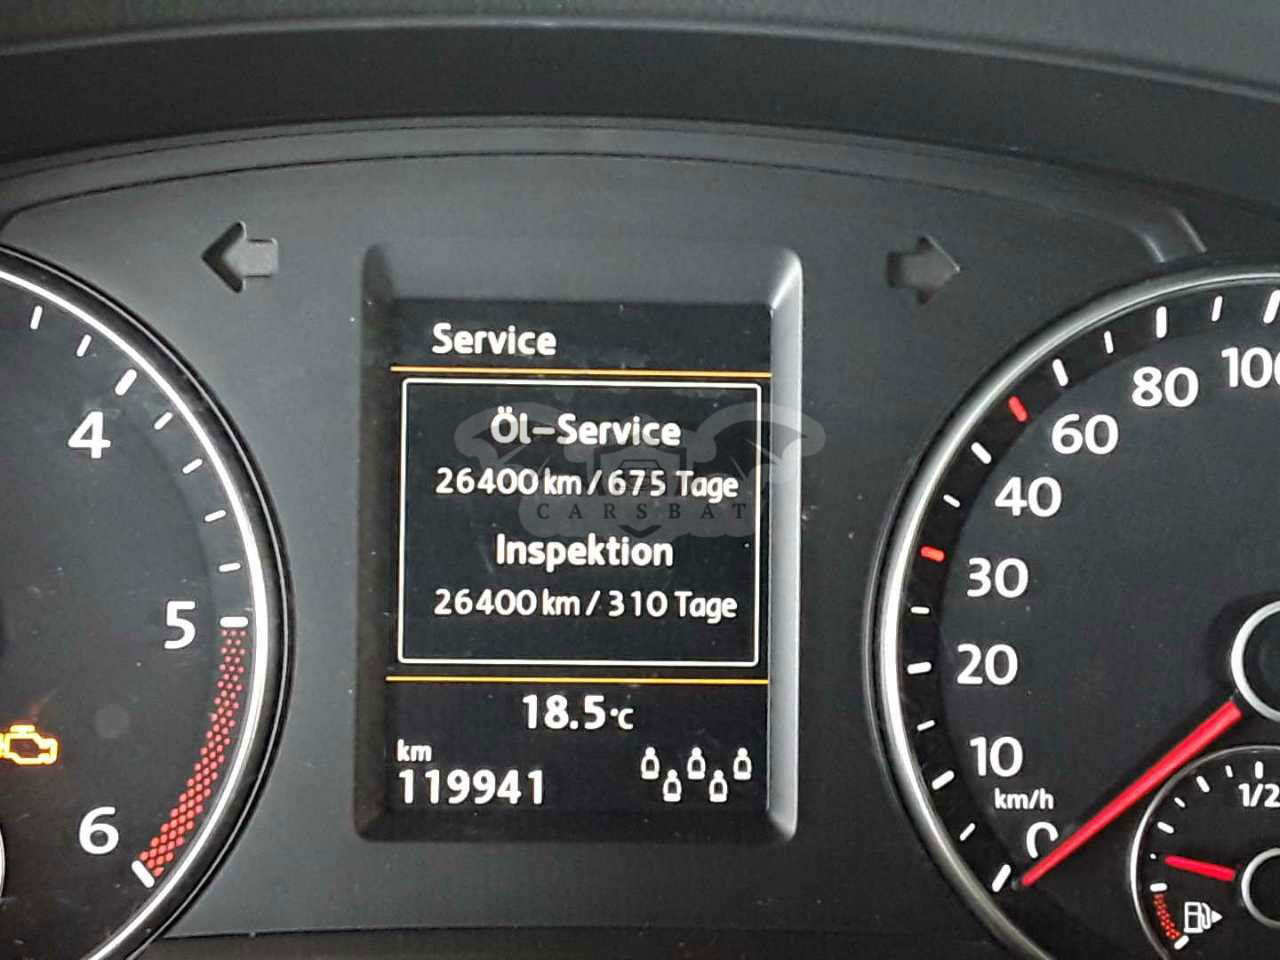 Service
Öl-Service
26400 km / 675 Tage
CARSBAT
Inspektion
26400 km / 310 Tage
18.5°C
km
119941
4
5
6
100
80
60
40
30
20
10
km/h
0
1/2